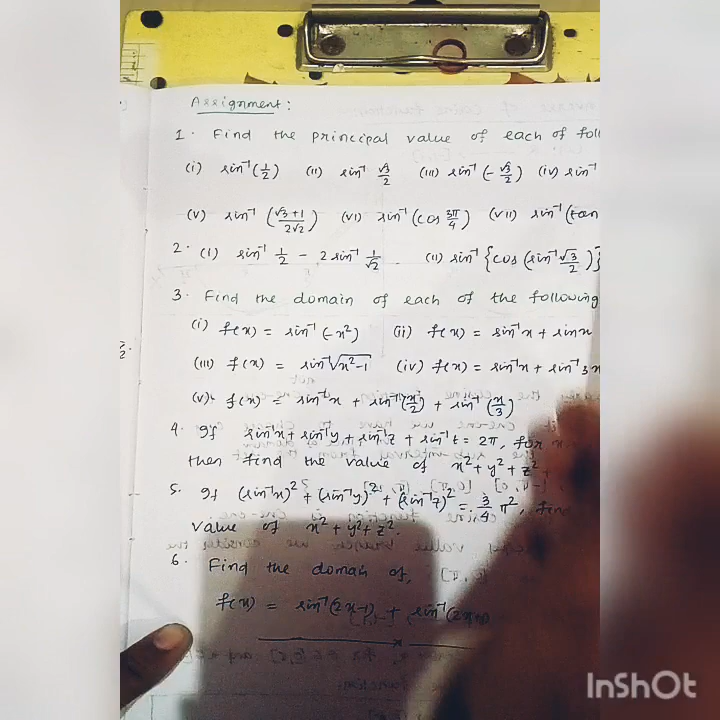 Assignment:
1. Find the principal value of each of
(i) sin⁻¹(1/2) (ii) sin⁻¹ √3/2 (iii) sin⁻¹(-√3/2) (iv) sin⁻¹
(v) sin⁻¹(√3+1/2√2) (vi) sin⁻¹(cos 3π/4) (vii) sin⁻¹(tan
2. (i) sin⁻¹ 1/2 - 2 sin⁻¹ 1/√2 (ii) sin⁻¹{cos(sin⁻¹ √3/2)}
3. Find the domain of each of the following
(i) f(x) = sin⁻¹(-x²) (ii) f(x) = sin⁻¹x + sinx
(iii) f(x) = sin⁻¹√x²-1 (iv) f(x) = sin⁻¹x + sin⁻¹3x
(v) f(x) = sin⁻¹x + sin⁻¹(x/2) + sin⁻¹(x/3)
4. If sin⁻¹x + sin⁻¹y + sin⁻¹z + sin⁻¹t = 2π, for
then find the value of x² + y² + z² +
5. If (sin⁻¹x)² + (sin⁻¹y)² + (sin⁻¹z)² = 3/4 π²,
value of x² + y² + z².
6. Find the domain of,
f(x) = sin⁻¹(2x-1) + sin⁻¹(2x+
InShOt